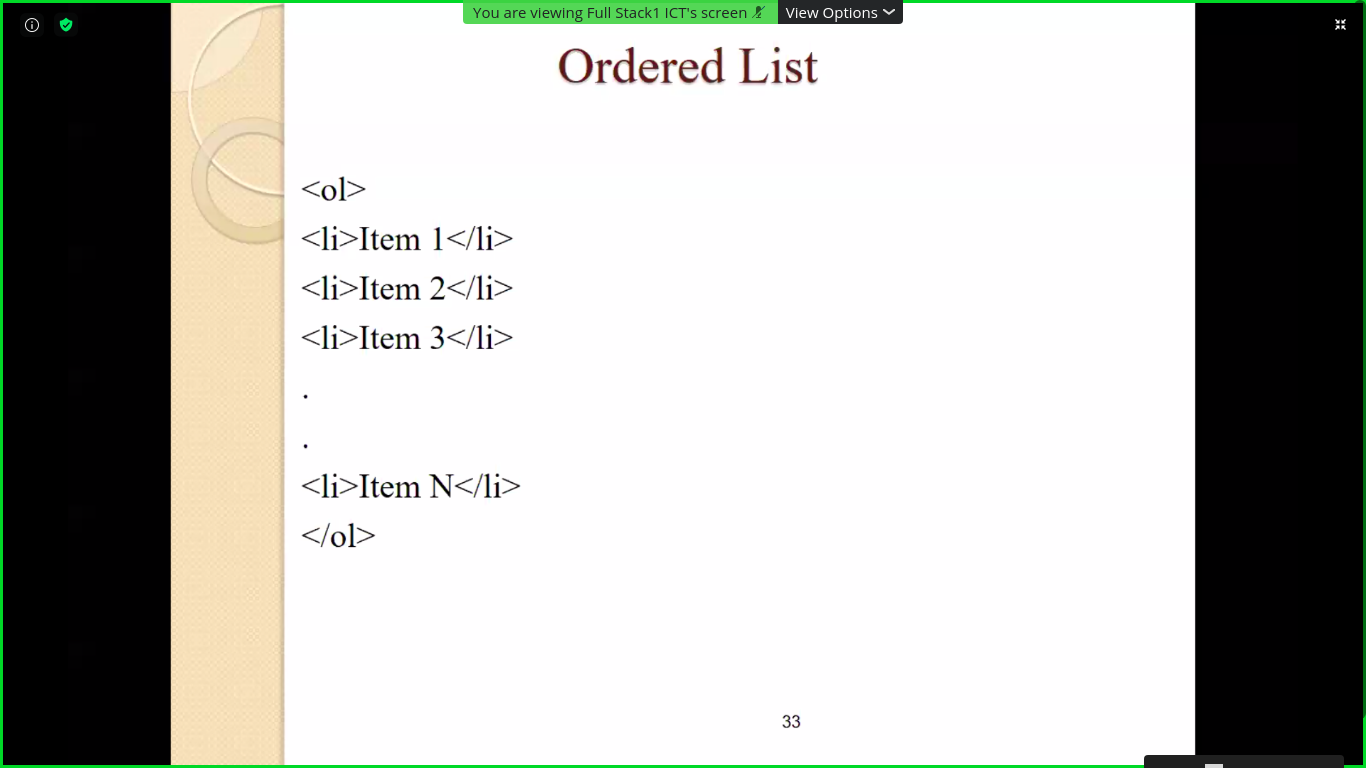 You are viewing Full Stack1 ICT's screen View Options
Ordered List
<ol>
<li>Item 1</li>
<li>Item 2</li>
<li>Item 3</li>
.
.
<li>Item N</li>
</ol>
33